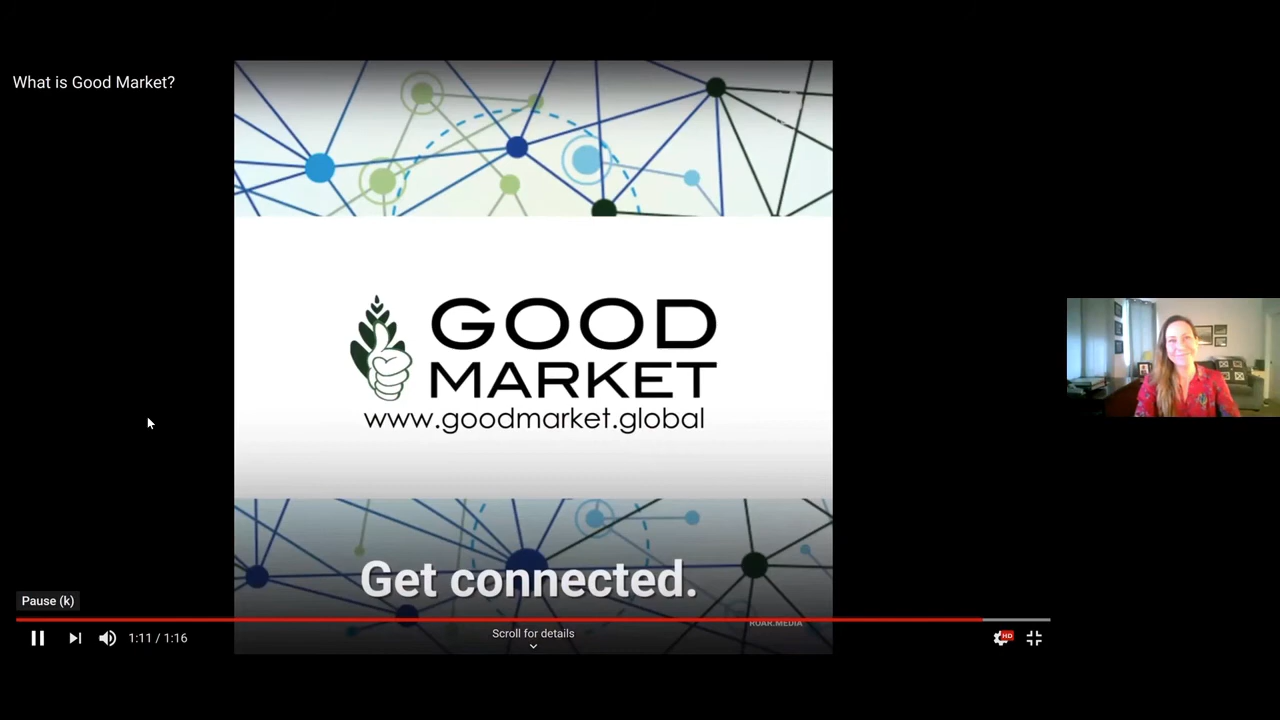 What is Good Market?
GOOD
MARKET
www.goodmarket.global
Get connected.
Pause (k)
ROAR.MEDIA
1:11 / 1:16
Scroll for details
HD